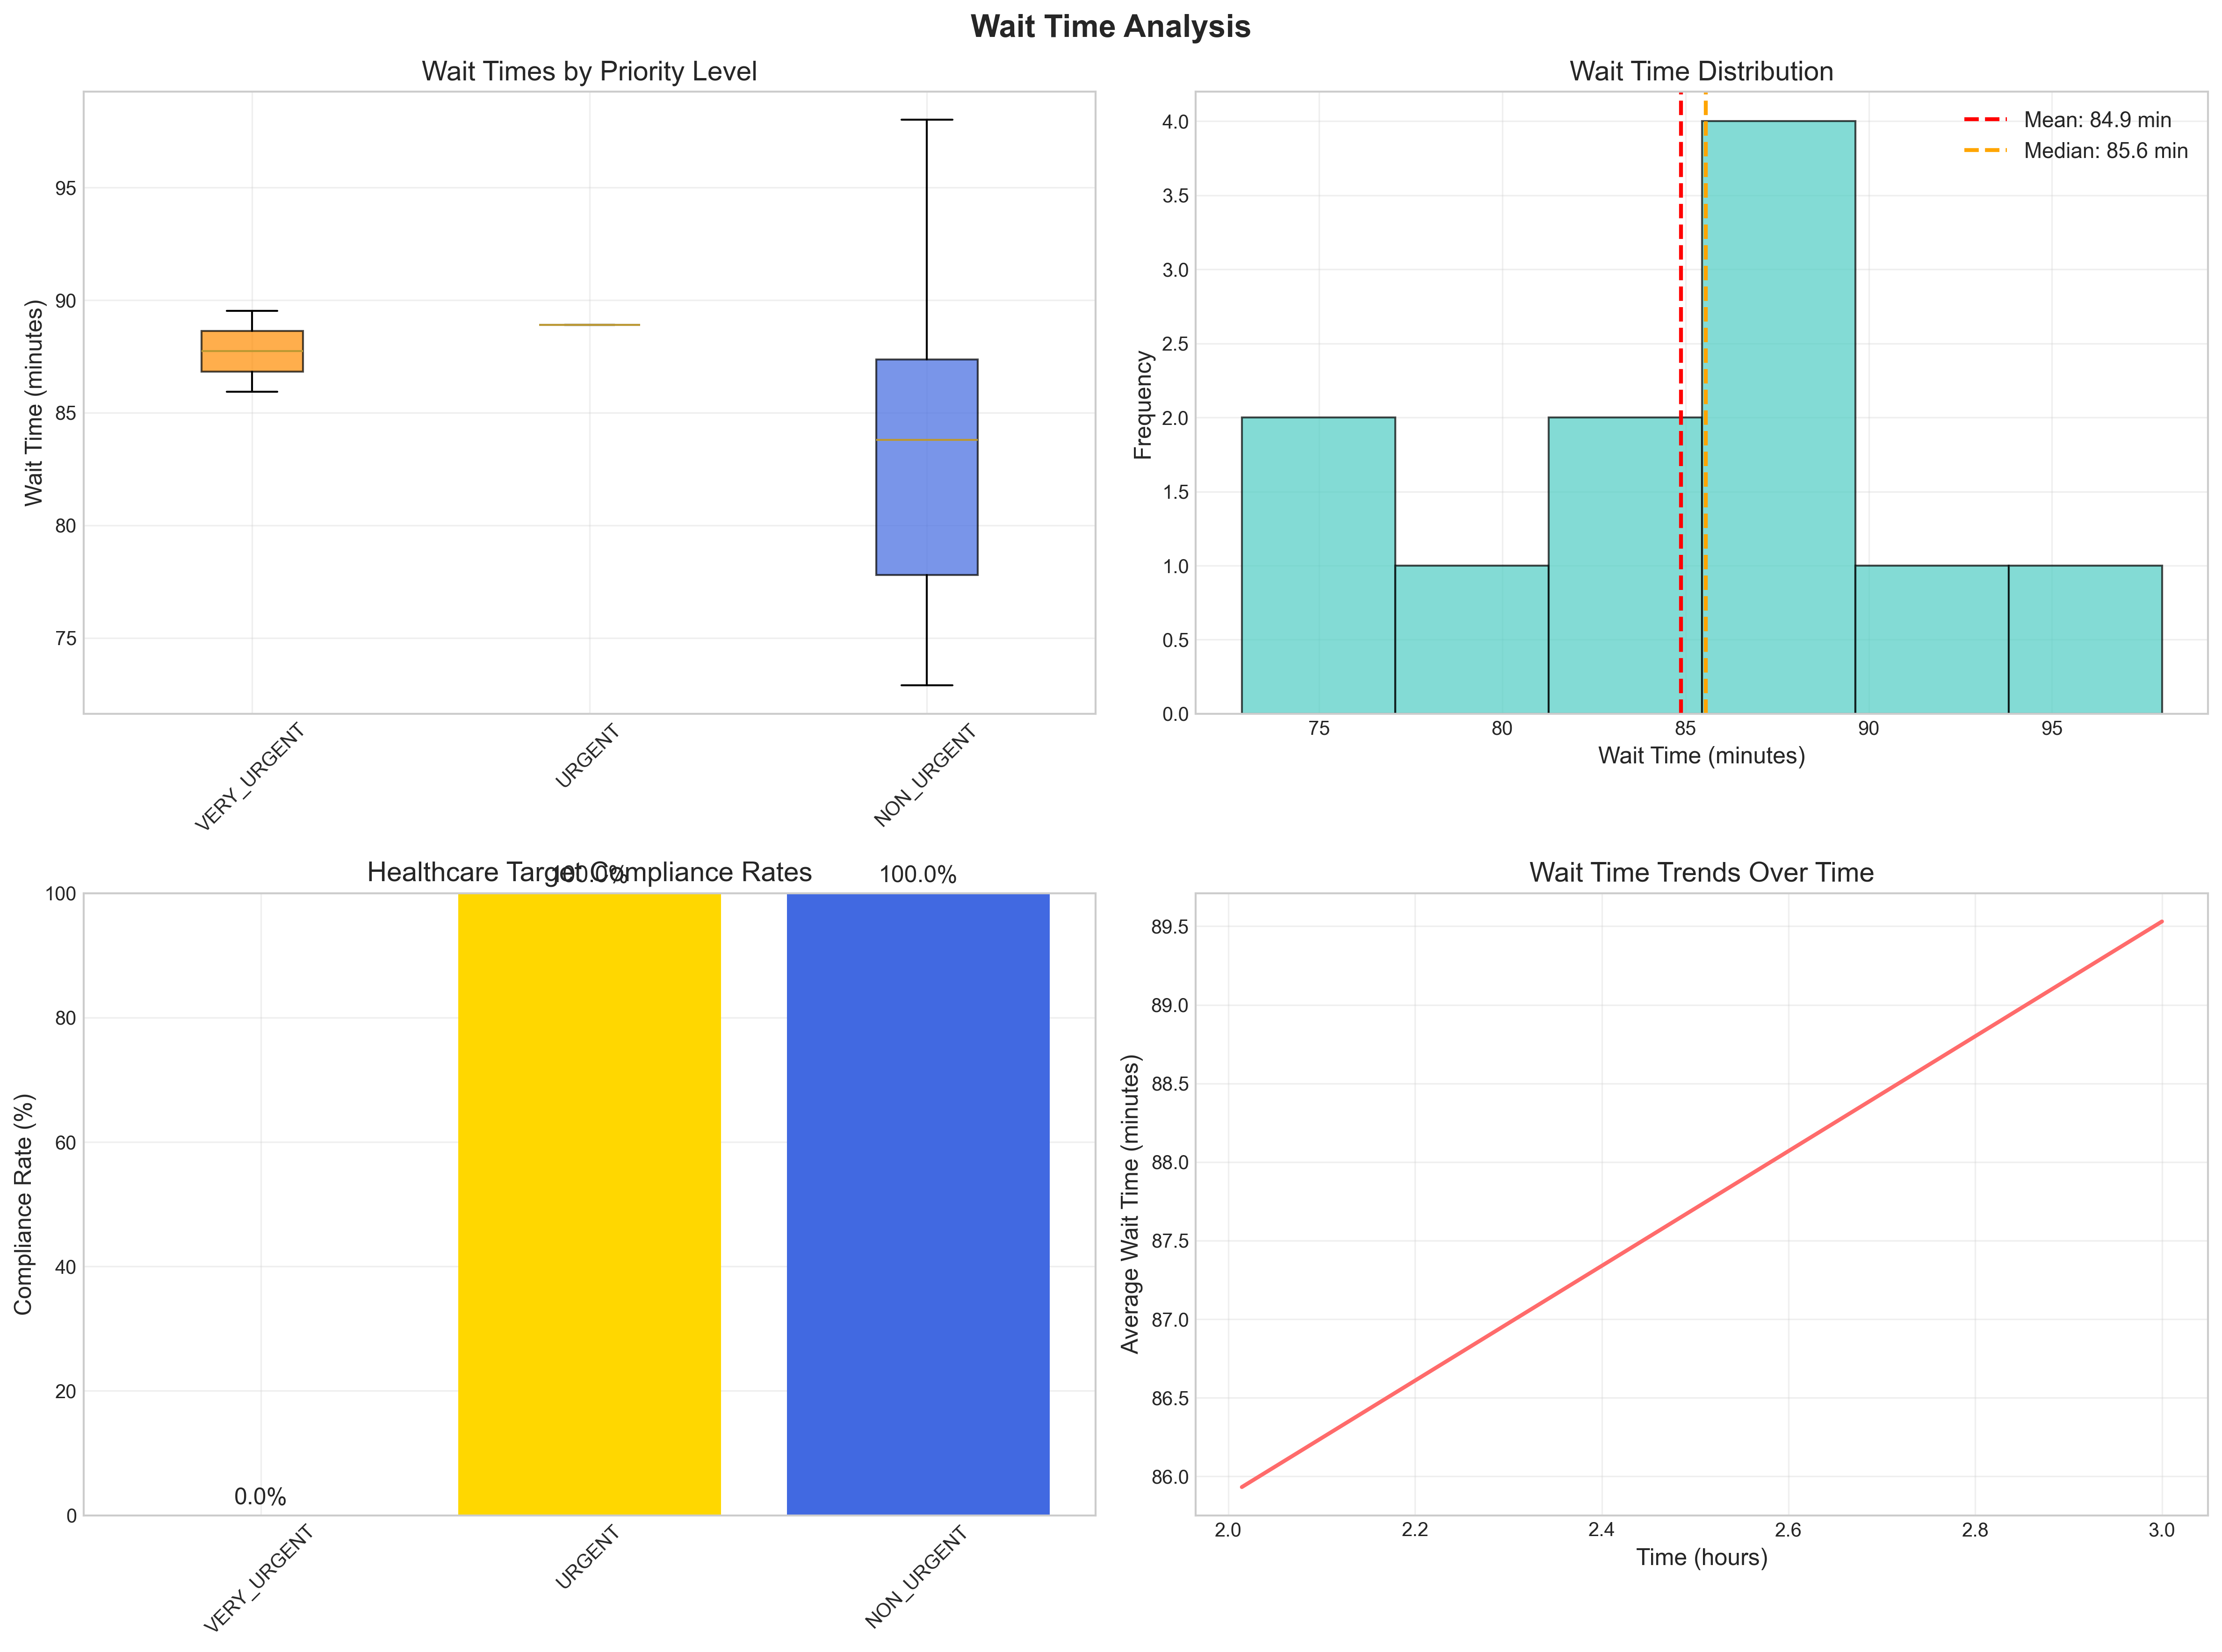 Wait Time Analysis
Wait Times by Priority Level
Wait Time (minutes)
95
90
85
80
75
VERY_URGENT
URGENT
NON_URGENT
Wait Time Distribution
Mean: 84.9 min
Median: 85.6 min
Frequency
4.0
3.5
3.0
2.5
2.0
1.5
1.0
0.5
0.0
75
80
85
90
95
Wait Time (minutes)
Healthcare Target Compliance Rates
100.0%
100.0%
0.0%
Compliance Rate (%)
100
80
60
40
20
0
VERY_URGENT
URGENT
NON_URGENT
Wait Time Trends Over Time
Average Wait Time (minutes)
89.5
89.0
88.5
88.0
87.5
87.0
86.5
86.0
2.0
2.2
2.4
2.6
2.8
3.0
Time (hours)